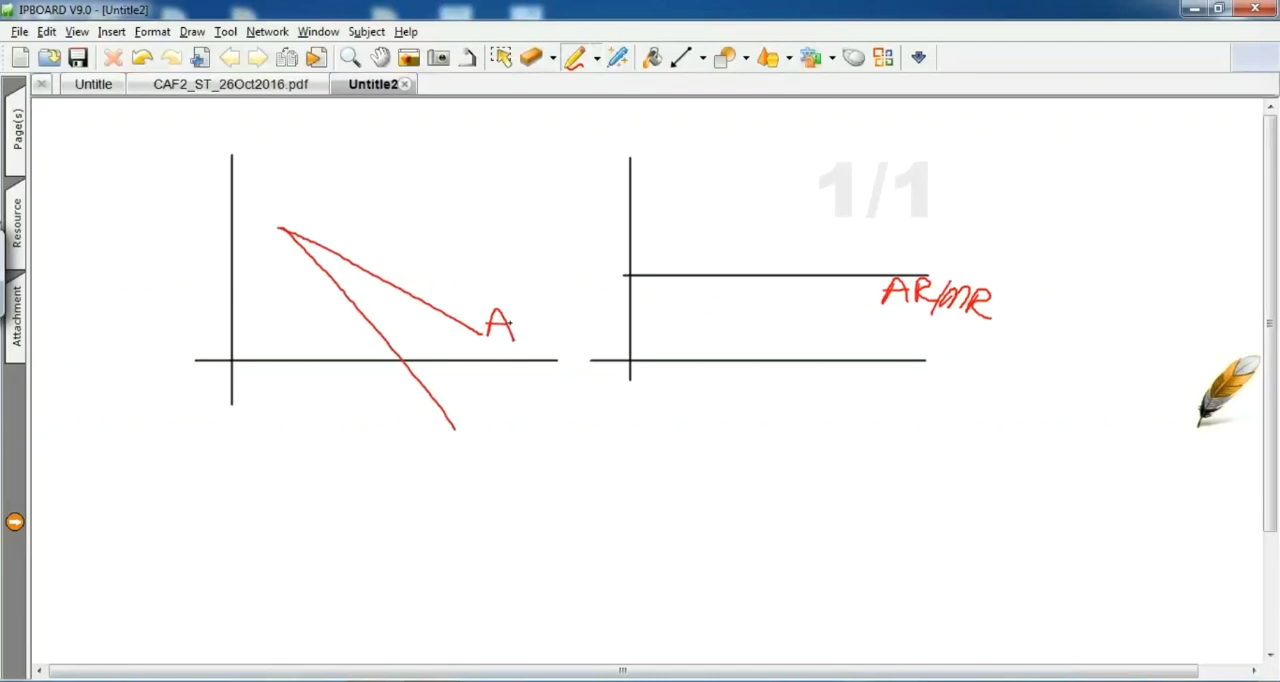 IPBOARD V9.0 - [Untitle2]
File Edit View Insert Format Draw Tool Network Window Subject Help
Untitle CAF2_ST_26Oct2016.pdf Untitle2
Page(s)
Resource
Attachment
1/1
A
AR/MR